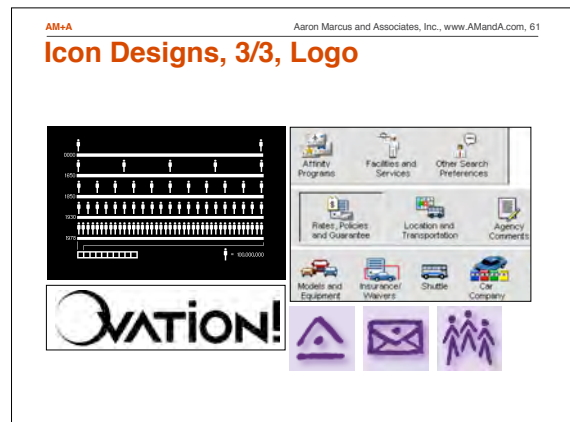 AM+A
Aaron Marcus and Associates, Inc., www.AMandA.com, 61
Icon Designs, 3/3, Logo
0000
1650
1850
1930
1976
= 100,000,000
Affinity Programs
Facilities and Services
Other Search Preferences
Rates, Policies and Guarantee
Location and Transportation
Agency Comments
Models and Equipment
Insurance/ Waivers
Shuttle
Car Company
OVATION!